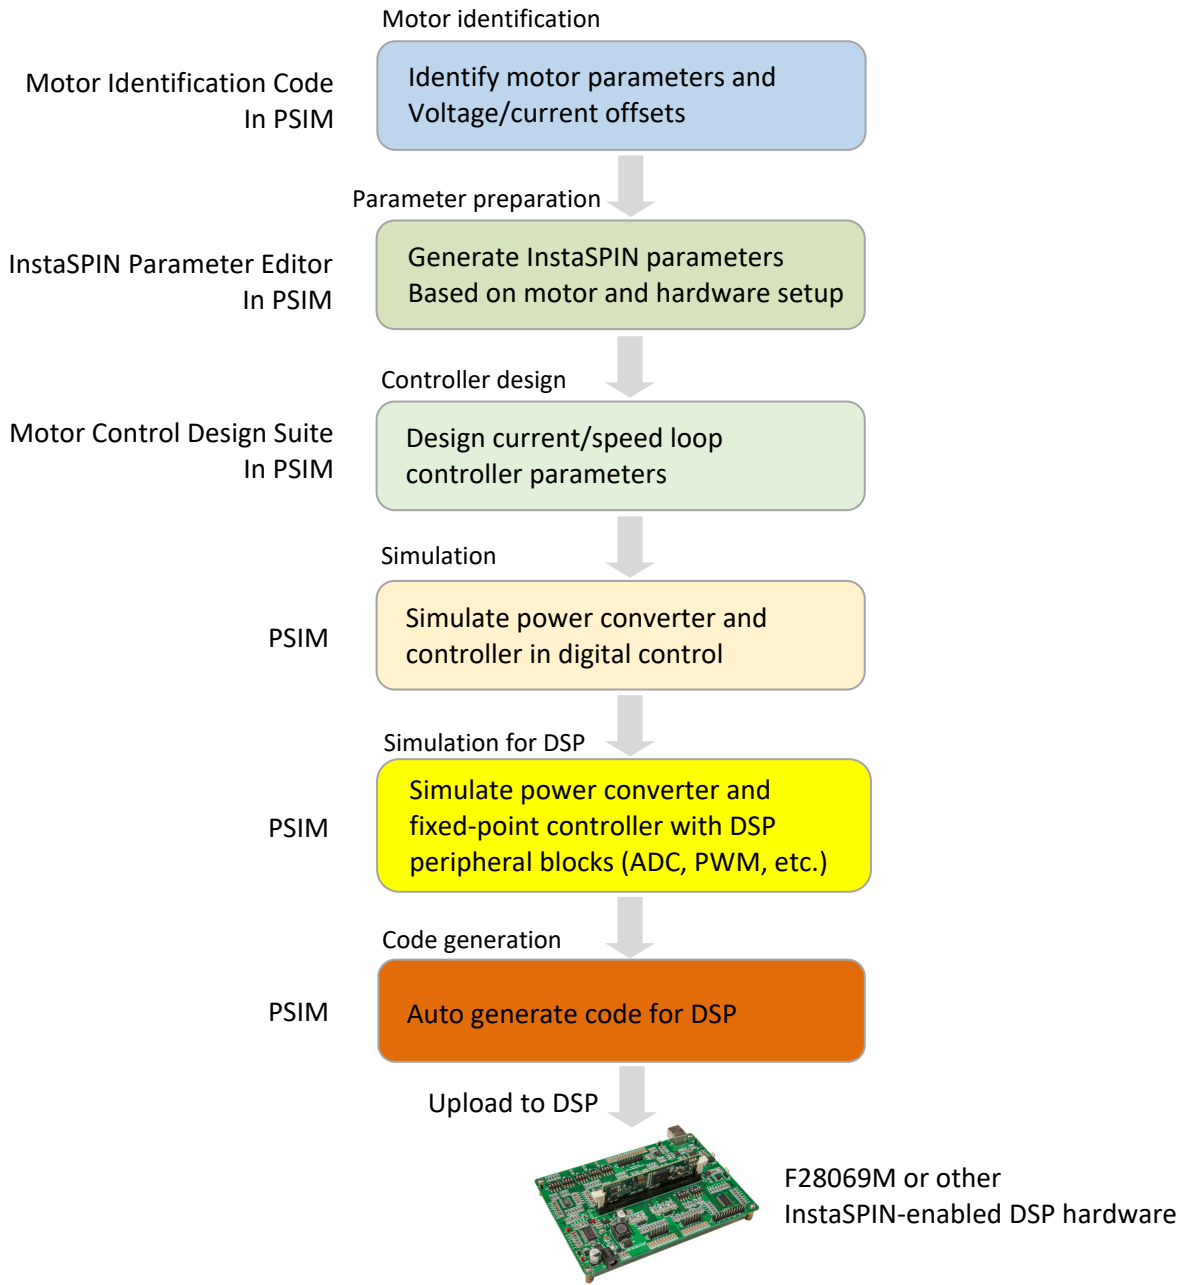 Motor identification
Motor Identification Code
In PSIM
Identify motor parameters and
Voltage/current offsets
Parameter preparation
InstaSPIN Parameter Editor
In PSIM
Generate InstaSPIN parameters
Based on motor and hardware setup
Controller design
Motor Control Design Suite
In PSIM
Design current/speed loop
controller parameters
Simulation
PSIM
Simulate power converter and
controller in digital control
Simulation for DSP
PSIM
Simulate power converter and
fixed-point controller with DSP
peripheral blocks (ADC, PWM, etc.)
Code generation
PSIM
Auto generate code for DSP
Upload to DSP
F28069M or other
InstaSPIN-enabled DSP hardware